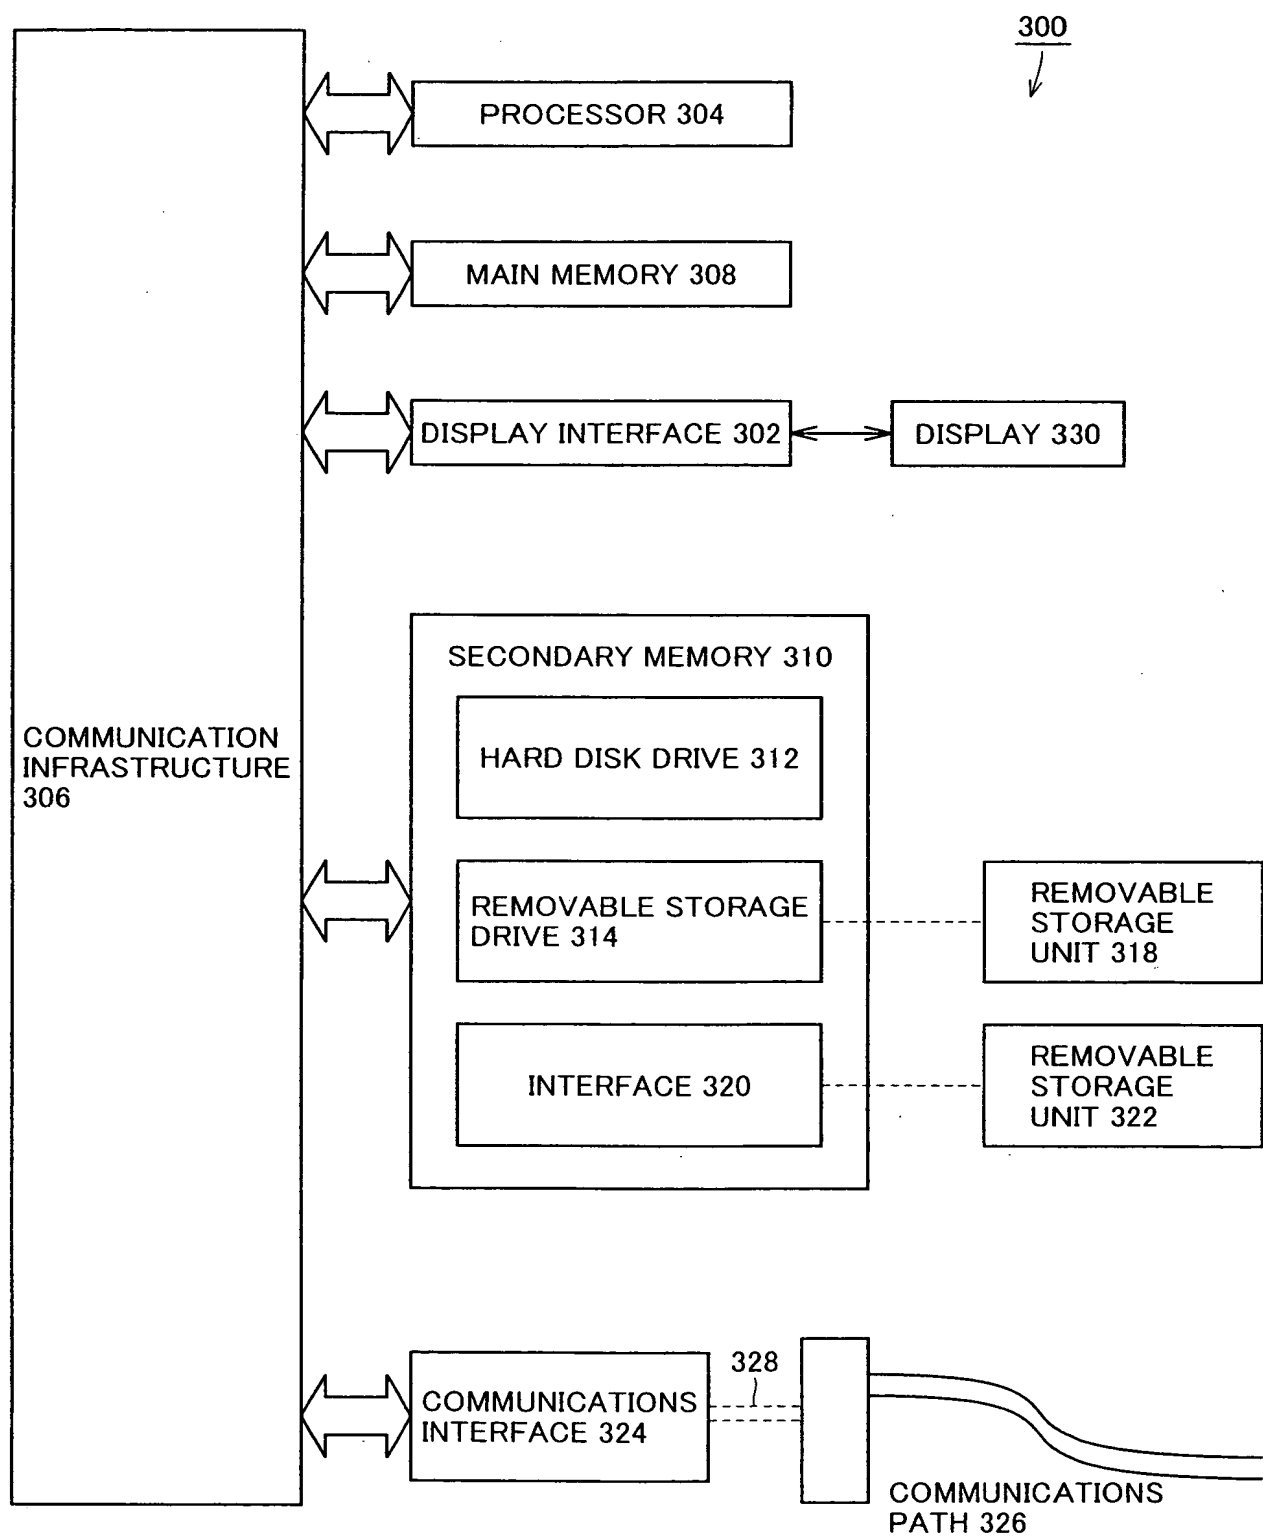 300
PROCESSOR 304
MAIN MEMORY 308
DISPLAY INTERFACE 302
DISPLAY 330
SECONDARY MEMORY 310
HARD DISK DRIVE 312
COMMUNICATION
INFRASTRUCTURE
306
REMOVABLE STORAGE
DRIVE 314
REMOVABLE
STORAGE
UNIT 318
INTERFACE 320
REMOVABLE
STORAGE
UNIT 322
328
COMMUNICATIONS
INTERFACE 324
COMMUNICATIONS
PATH 326